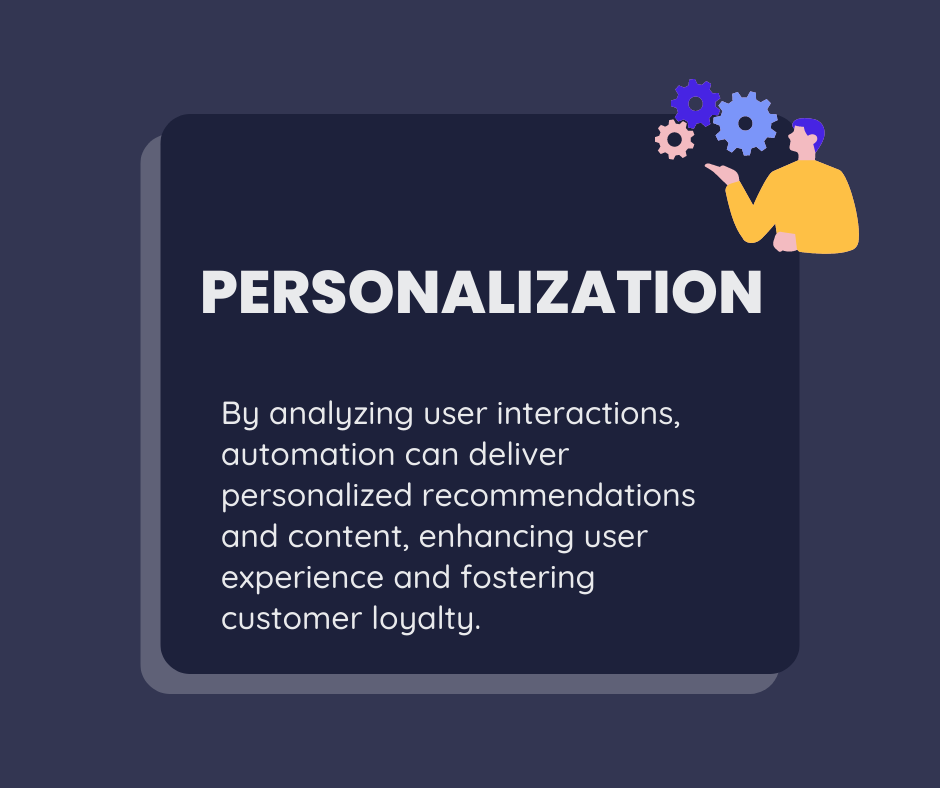 PERSONALIZATION
By analyzing user interactions,
automation can deliver
personalized recommendations
and content, enhancing user
experience and fostering
customer loyalty.